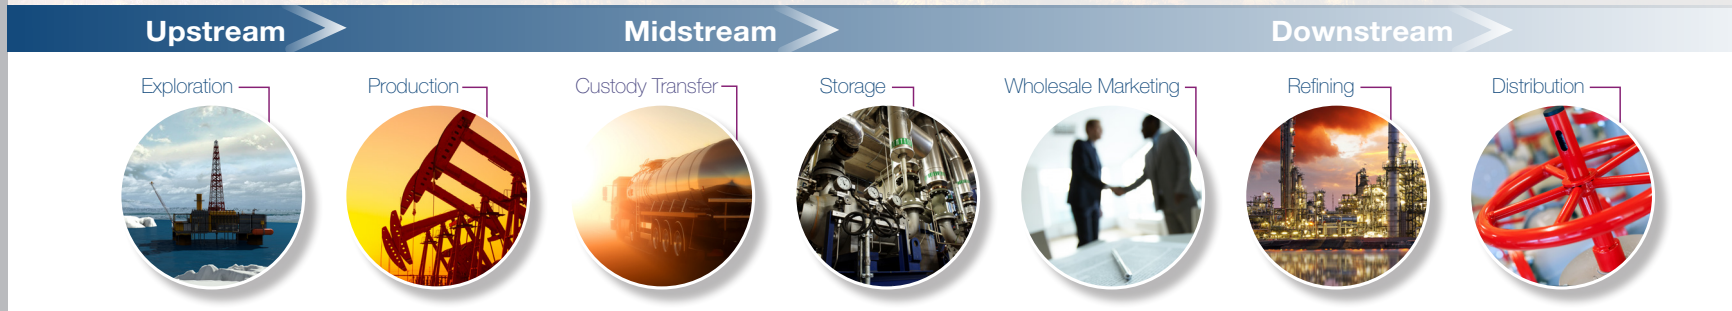 Upstream
Midstream
Downstream
Exploration
Production
Custody Transfer
Storage
Wholesale Marketing
Refining
Distribution